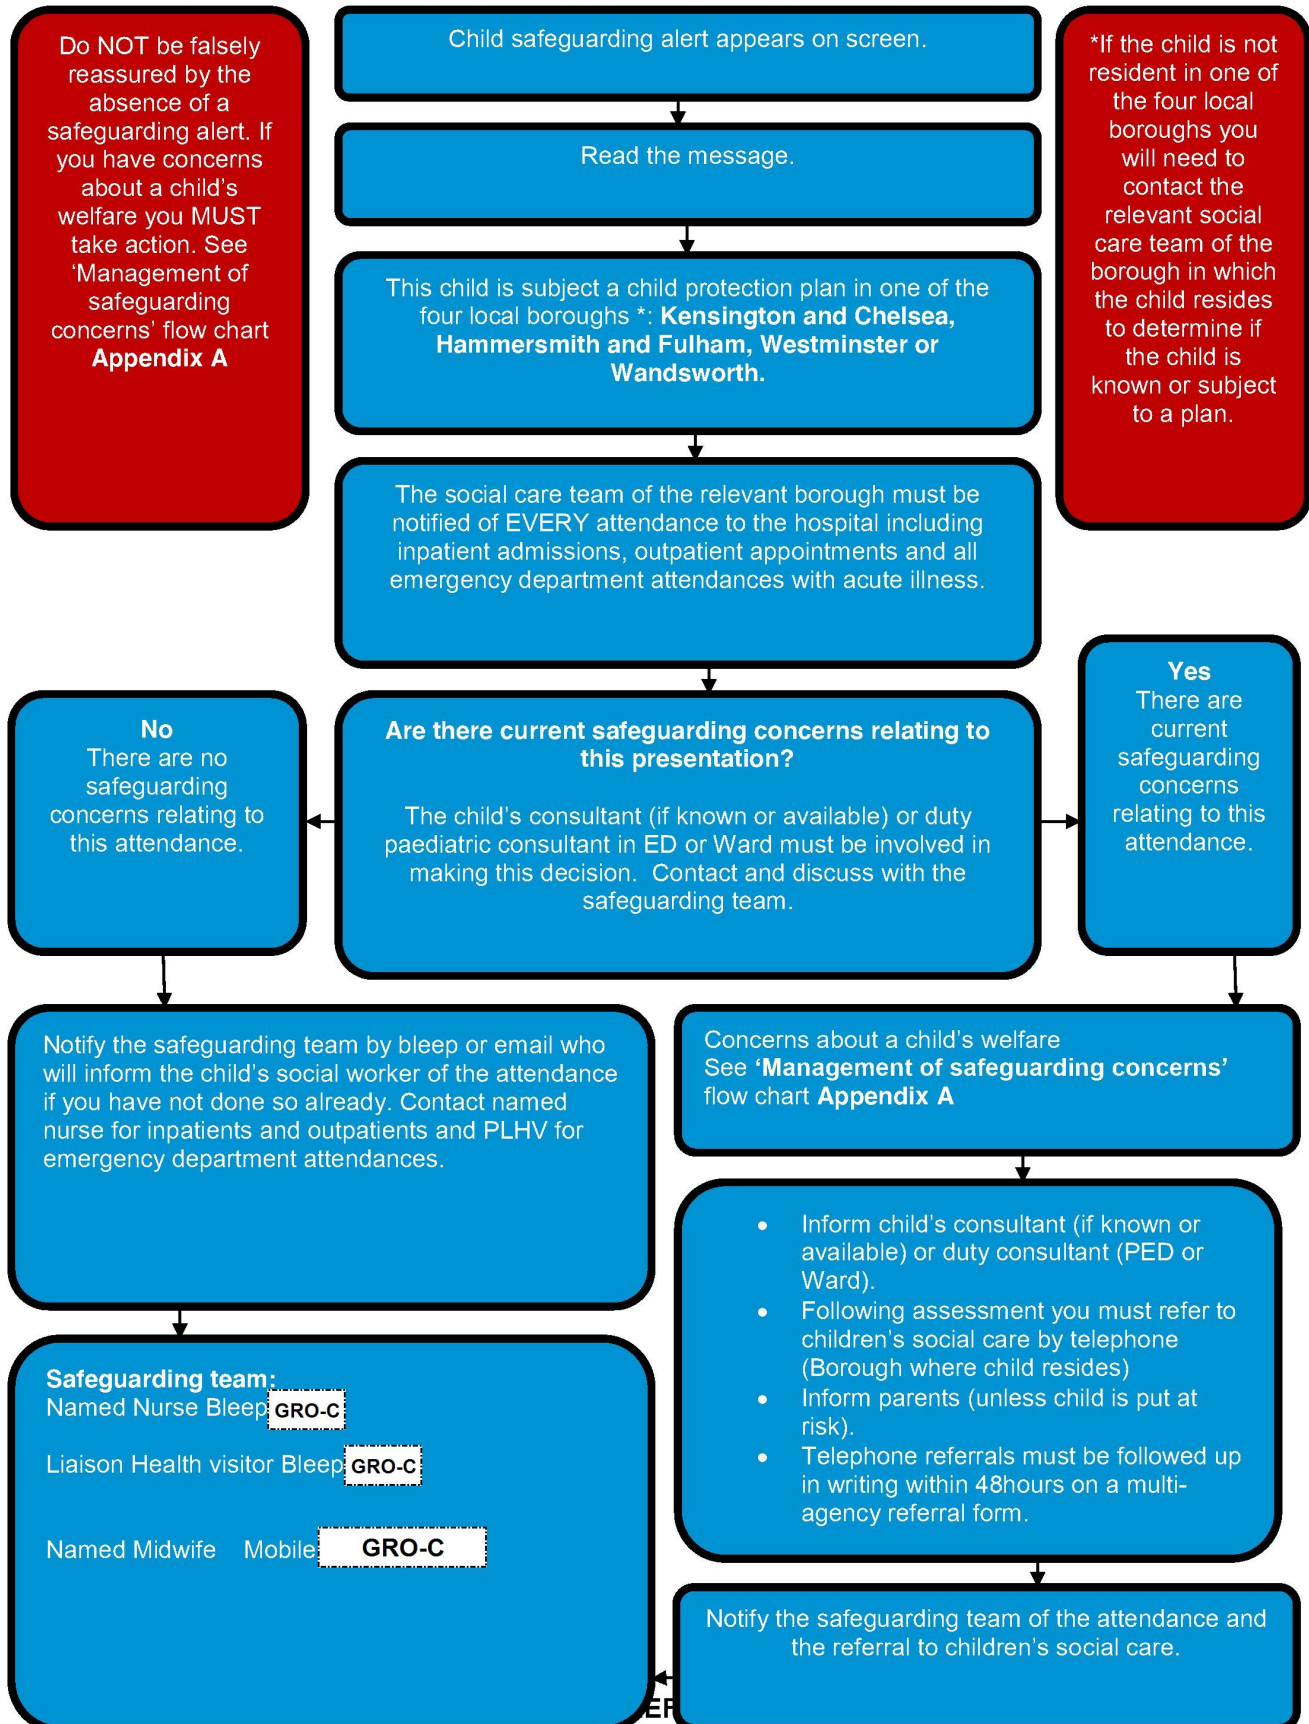 Do NOT be falsely
reassured by the
absence of a
safeguarding alert. If
you have concerns
about a child's
welfare you MUST
take action. See
‘Management of
safeguarding
concerns’ flow chart
Appendix A
Child safeguarding alert appears on screen.
*If the child is not
resident in one of
the four local
boroughs you
will need to
contact the
relevant social
care team of the
borough in which
the child resides
to determine if
the child is
known or subject
to a plan.
Read the message.
This child is subject a child protection plan in one of the
four local boroughs *: Kensington and Chelsea,
Hammersmith and Fulham, Westminster or
Wandsworth.
The social care team of the relevant borough must be
notified of EVERY attendance to the hospital including
inpatient admissions, outpatient appointments and all
emergency department attendances with acute illness.
No
There are no
safeguarding
concerns relating to
this attendance.
Are there current safeguarding concerns relating to
this presentation?
The child's consultant (if known or available) or duty
paediatric consultant in ED or Ward must be involved in
making this decision.  Contact and discuss with the
safeguarding team.
Yes
There are
current
safeguarding
concerns
relating to this
attendance.
Notify the safeguarding team by bleep or email who
will inform the child's social worker of the attendance
if you have not done so already. Contact named
nurse for inpatients and outpatients and PLHV for
emergency department attendances.
Concerns about a child's welfare
See ‘Management of safeguarding concerns’
flow chart Appendix A
• Inform child's consultant (if known or
available) or duty consultant (PED or
Ward).
• Following assessment you must refer to
children's social care by telephone
(Borough where child resides)
• Inform parents (unless child is put at
risk).
• Telephone referrals must be followed up
in writing within 48hours on a multi-
agency referral form.
Safeguarding team:
Named Nurse Bleep GRO-C
Liaison Health visitor Bleep GRO-C
Named Midwife Mobile GRO-C
Notify the safeguarding team of the attendance and
the referral to children's social care.